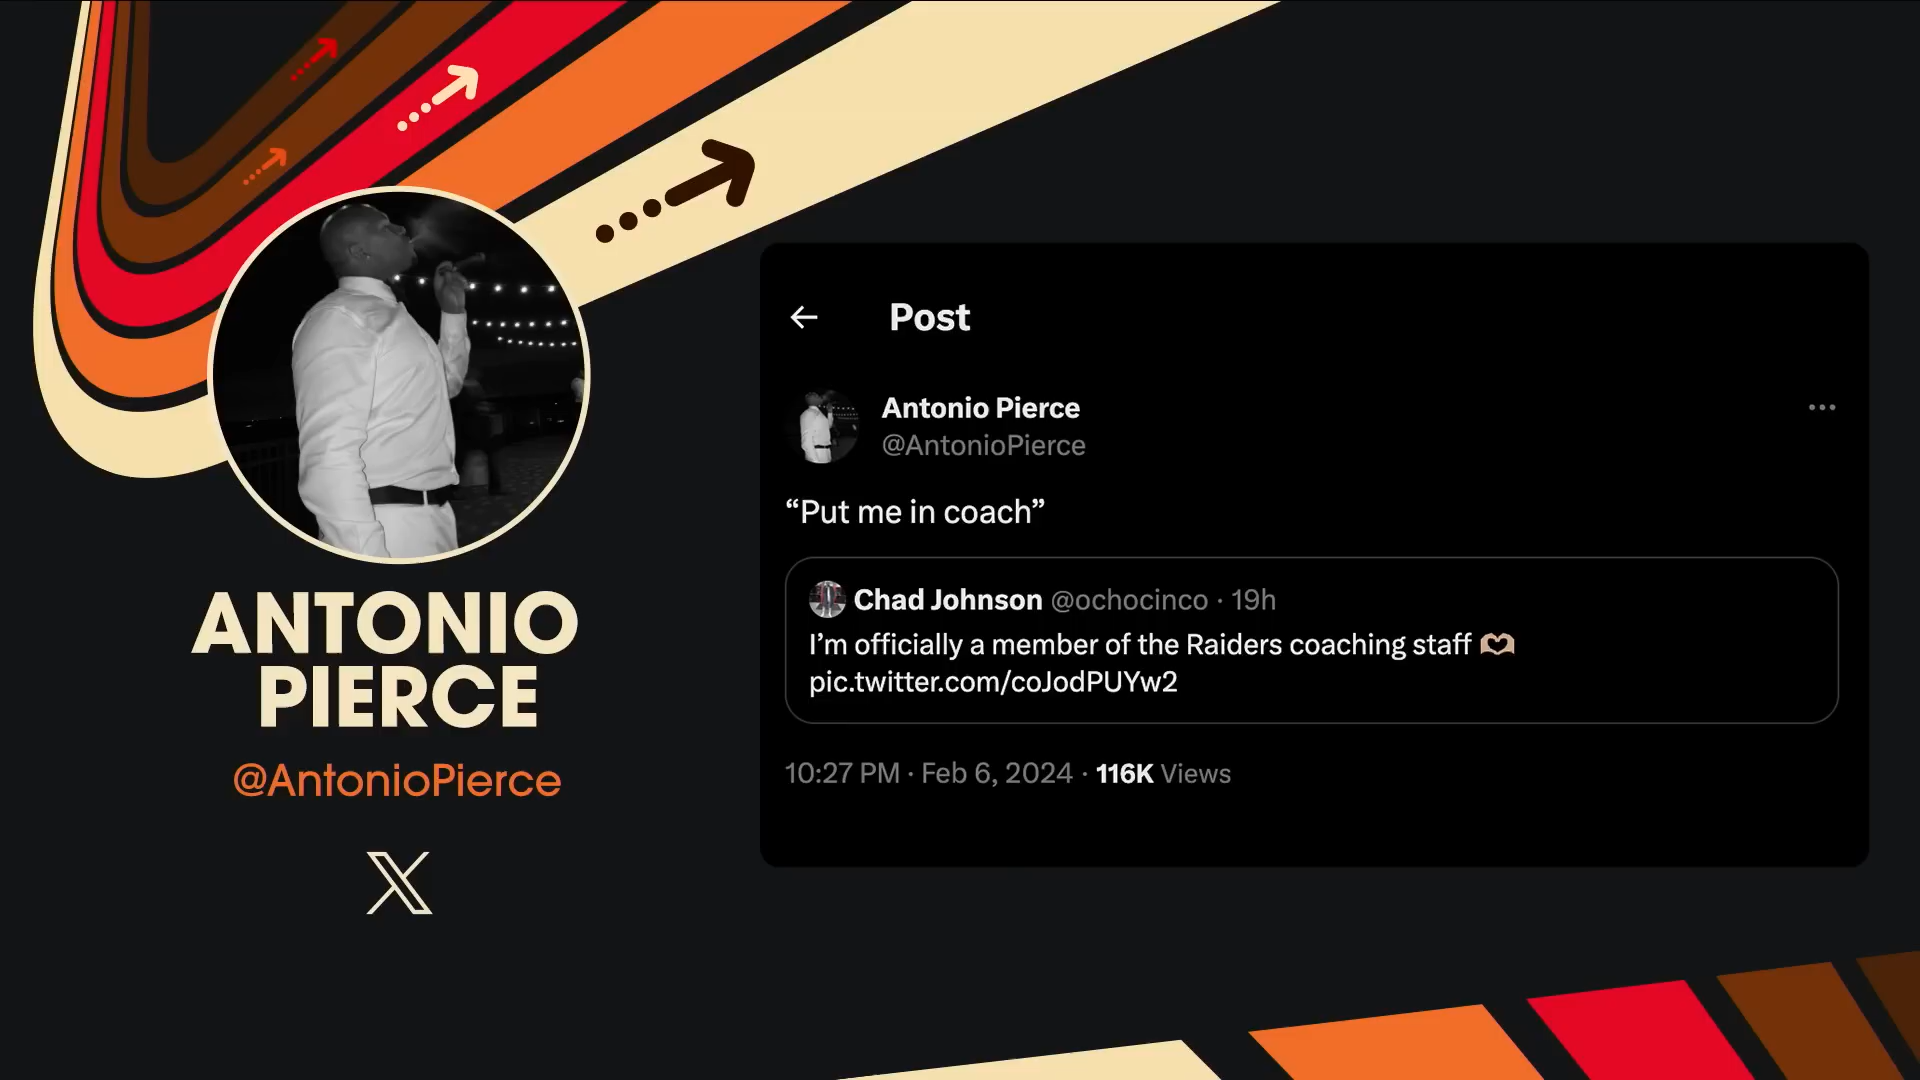 ANTONIO
PIERCE
@AntonioPierce
Post
Antonio Pierce
@AntonioPierce
“Put me in coach”
Chad Johnson @ochocinco · 19h
I’m officially a member of the Raiders coaching staff 🫶🏽
pic.twitter.com/coJodPUYw2
10:27 PM · Feb 6, 2024 · 116K Views